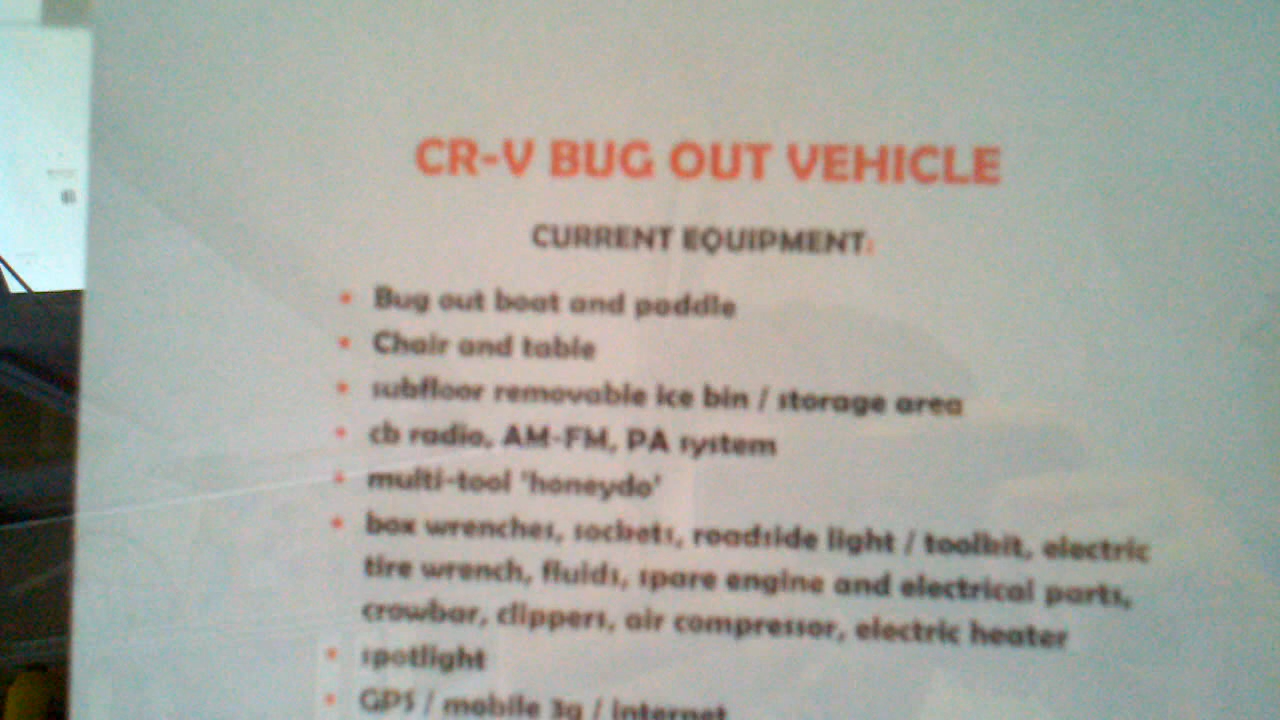 CR-V BUG OUT VEHICLE
CURRENT EQUIPMENT:
• Bug out boat and paddle
• Chair and table
• subfloor removable ice bin / storage area
• cb radio, AM-FM, PA system
• multi-tool 'honeydo'
• box wrenches, sockets, roadside light / toolkit, electric
tire wrench, fluids, spare engine and electrical parts,
crowbar, clippers, air compressor, electric heater
• spotlight
• GPS / mobile 3g / internet